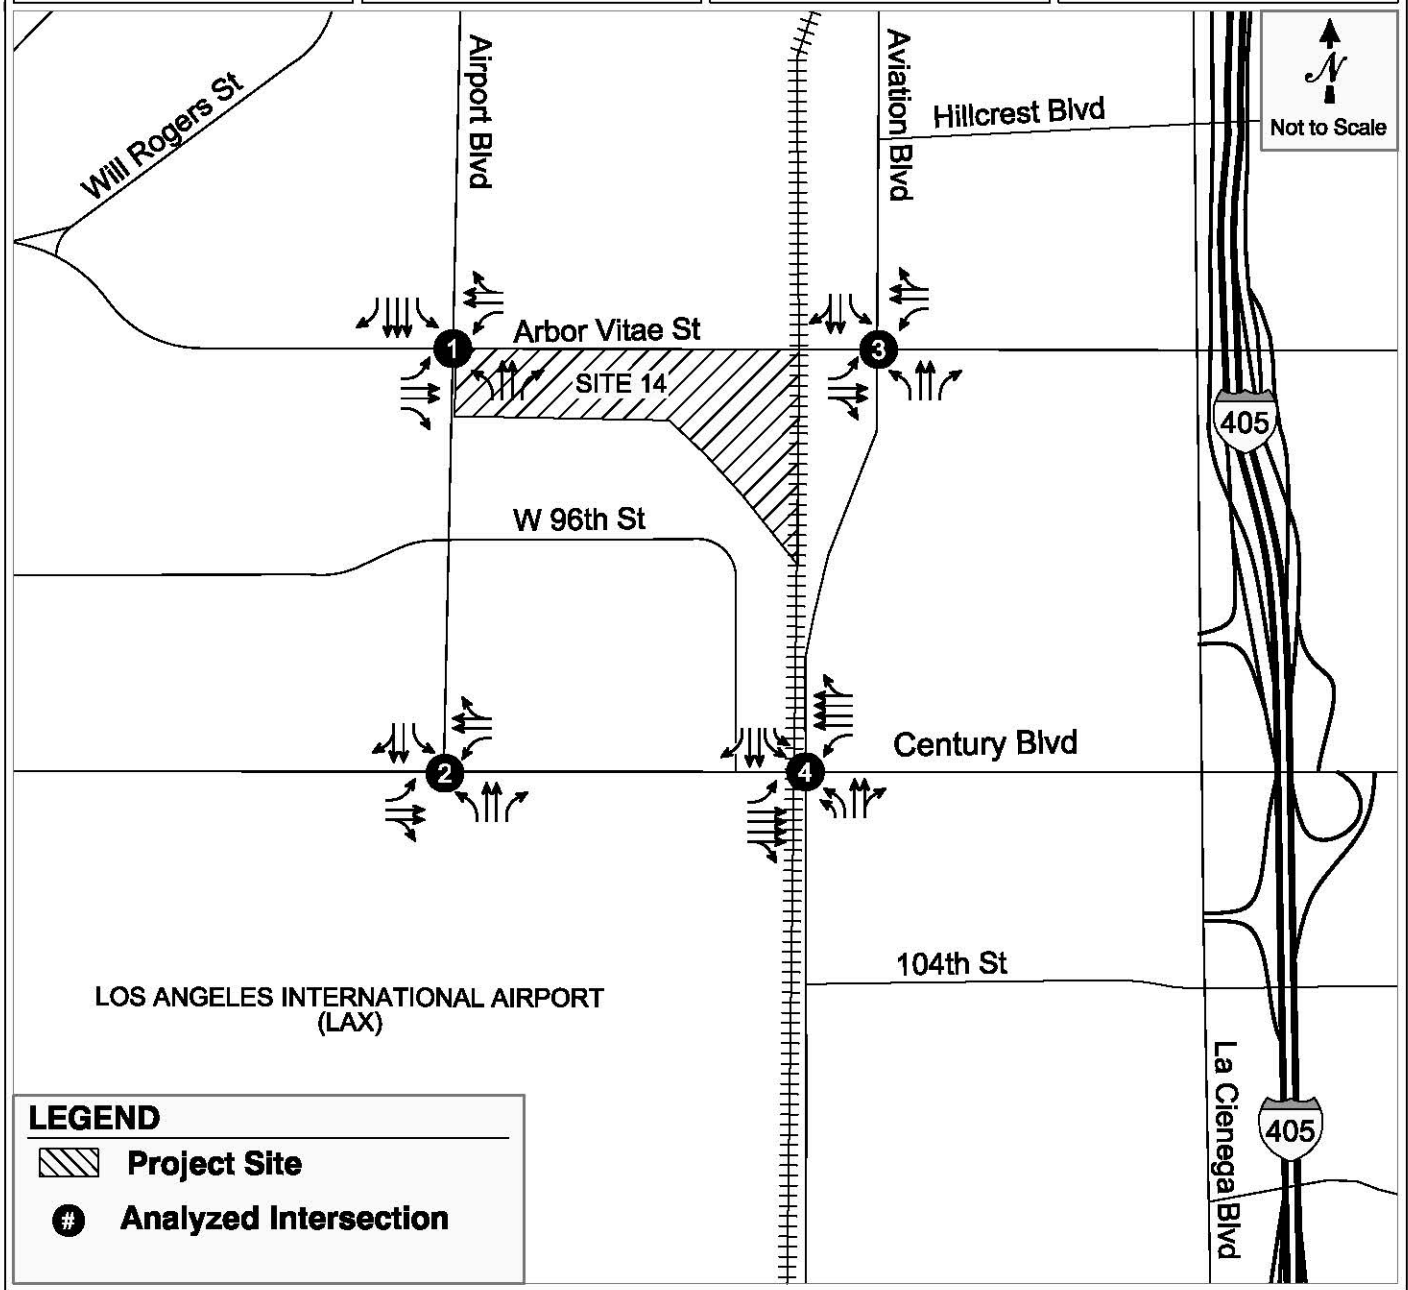 Will Rogers St
Airport Blvd
Aviation Blvd
Hillcrest Blvd
N
Not to Scale
1
Arbor Vitae St
3
SITE 14
405
W 96th St
2
4
Century Blvd
104th St
LOS ANGELES INTERNATIONAL AIRPORT
(LAX)
La Cienega Blvd
405
LEGEND
Project Site
# Analyzed Intersection